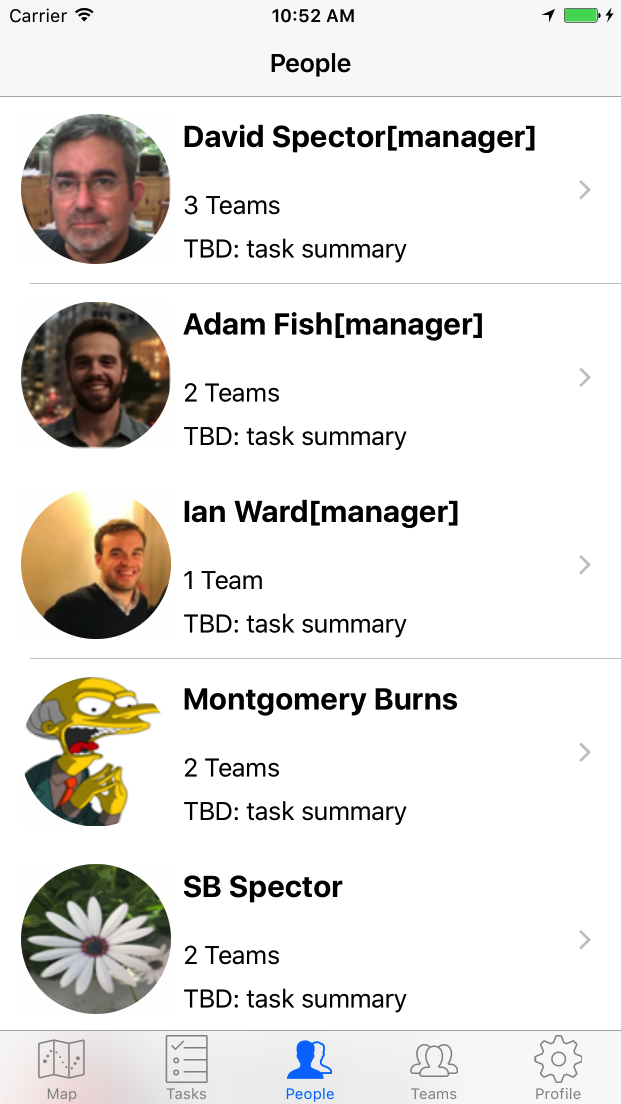 Carrier 10:52 AM
People
David Spector[manager]
3 Teams
TBD: task summary
Adam Fish[manager]
2 Teams
TBD: task summary
Ian Ward[manager]
1 Team
TBD: task summary
Montgomery Burns
2 Teams
TBD: task summary
SB Spector
2 Teams
TBD: task summary
Map Tasks People Teams Profile